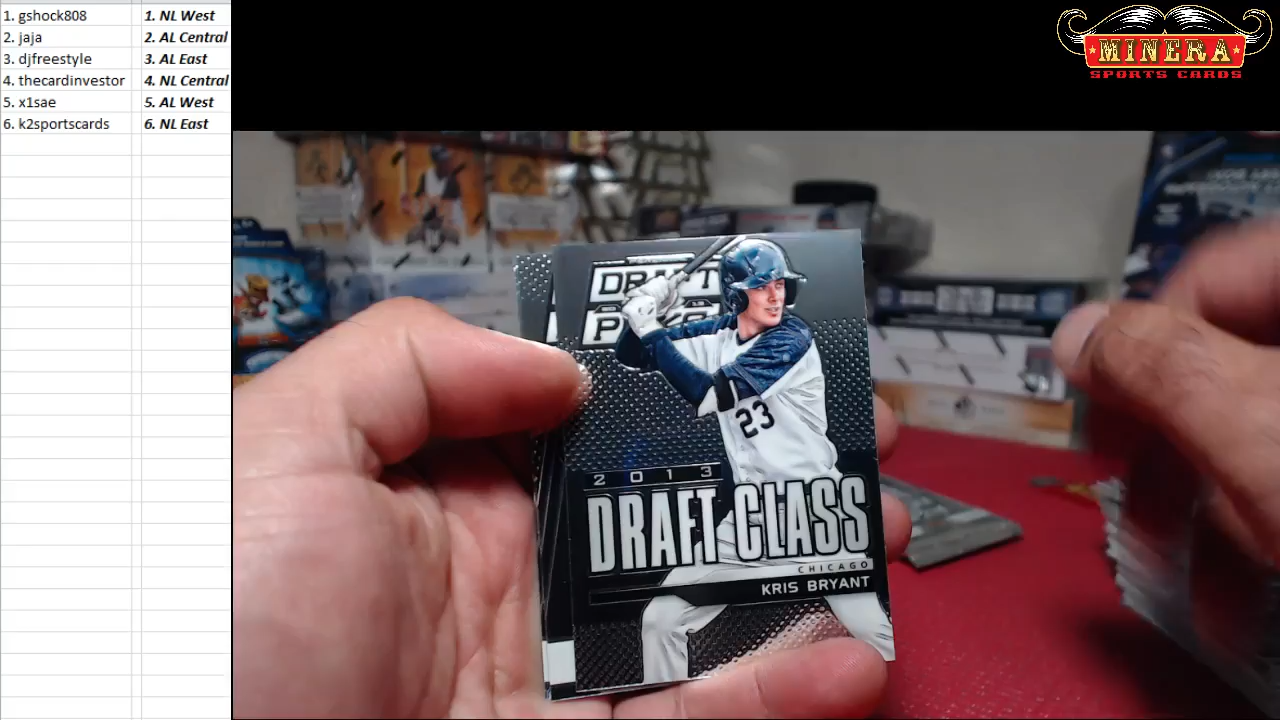 1. gshock808
1. NL West
2. jaja
2. AL Central
3. djfreestyle
3. AL East
4. thecardinvestor
4. NL Central
5. x1sae
5. AL West
6. k2sportscards
6. NL East
MINERA
SPORTS CARDS
DRAFT
23
2013
DRAFT CLASS
CHICAGO
KRIS BRYANT